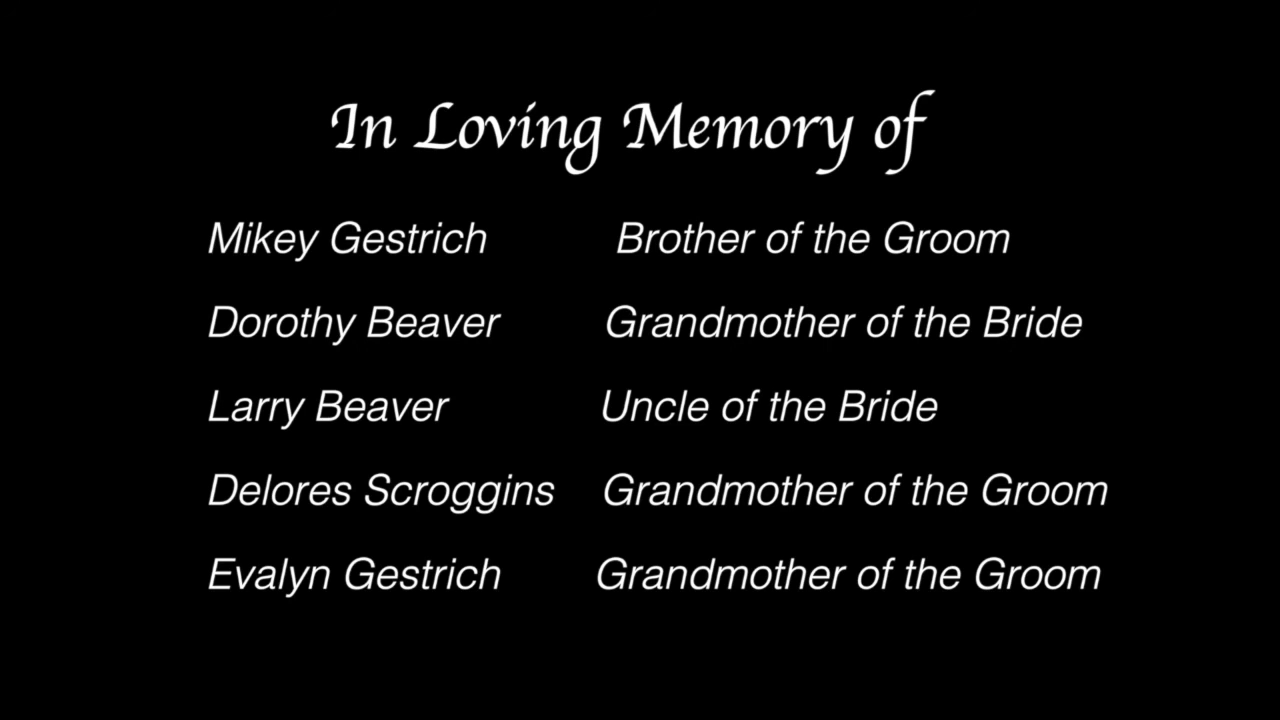 In Loving Memory of
Mikey Gestrich Brother of the Groom
Dorothy Beaver Grandmother of the Bride
Larry Beaver Uncle of the Bride
Delores Scroggins Grandmother of the Groom
Evalyn Gestrich Grandmother of the Groom